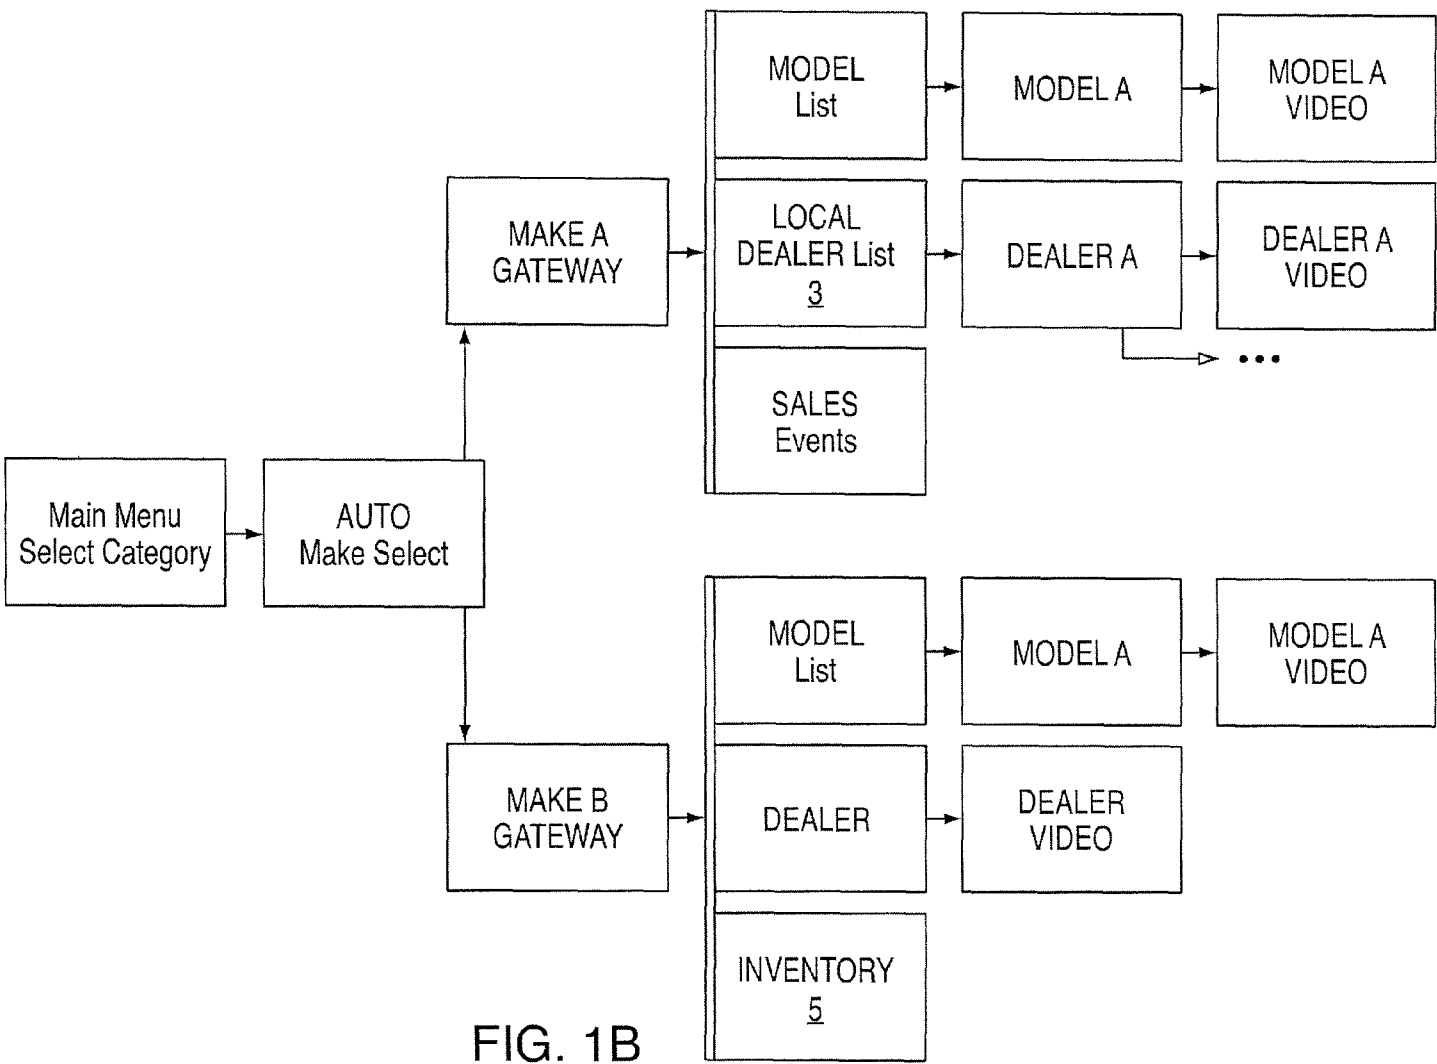 MODEL
List
MODEL A
MODEL A
VIDEO
MAKE A
GATEWAY
LOCAL
DEALER List
3
DEALER A
DEALER A
VIDEO
•••
SALES
Events
Main Menu
Select Category
AUTO
Make Select
MODEL
List
MODEL A
MODEL A
VIDEO
MAKE B
GATEWAY
DEALER
DEALER
VIDEO
INVENTORY
5
FIG. 1B